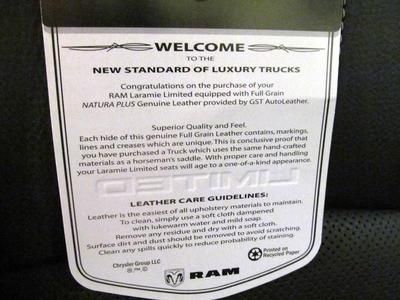 WELCOME
TO THE
NEW STANDARD OF LUXURY TRUCKS
Congratulations on the purchase of your
RAM Laramie Limited equipped with Full Grain
NATURA PLUS Genuine Leather provided by GST AutoLeather.
Superior Quality and Feel.
Each hide of this genuine Full Grain Leather contains, markings,
lines and creases which are unique. This is conclusive proof that
you have purchased a Truck which uses the same hand-crafted
materials as a horseman's saddle. With proper care and handling
your Laramie Limited seats will age to a one-of-a-kind appearance.
LIMITED
LEATHER CARE GUIDELINES:
Leather is the easiest of all upholstery materials to maintain.
To clean, simply use a soft cloth dampened
with lukewarm water and mild soap.
Remove any residue and dry with a soft cloth.
Surface dirt and dust should be removed to avoid scratching.
Clean any spills quickly to reduce probability of staining.
Chrysler Group LLC
® ™ ©
RAM
Printed on
Recycled Paper